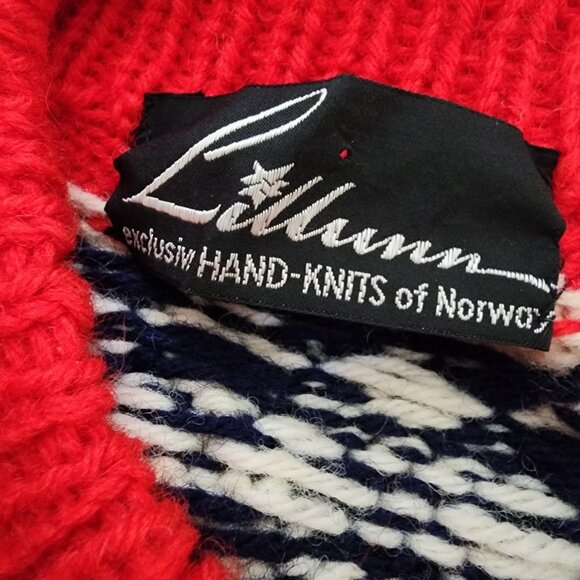 Lillunn
exclusiv HAND-KNITS of Norway